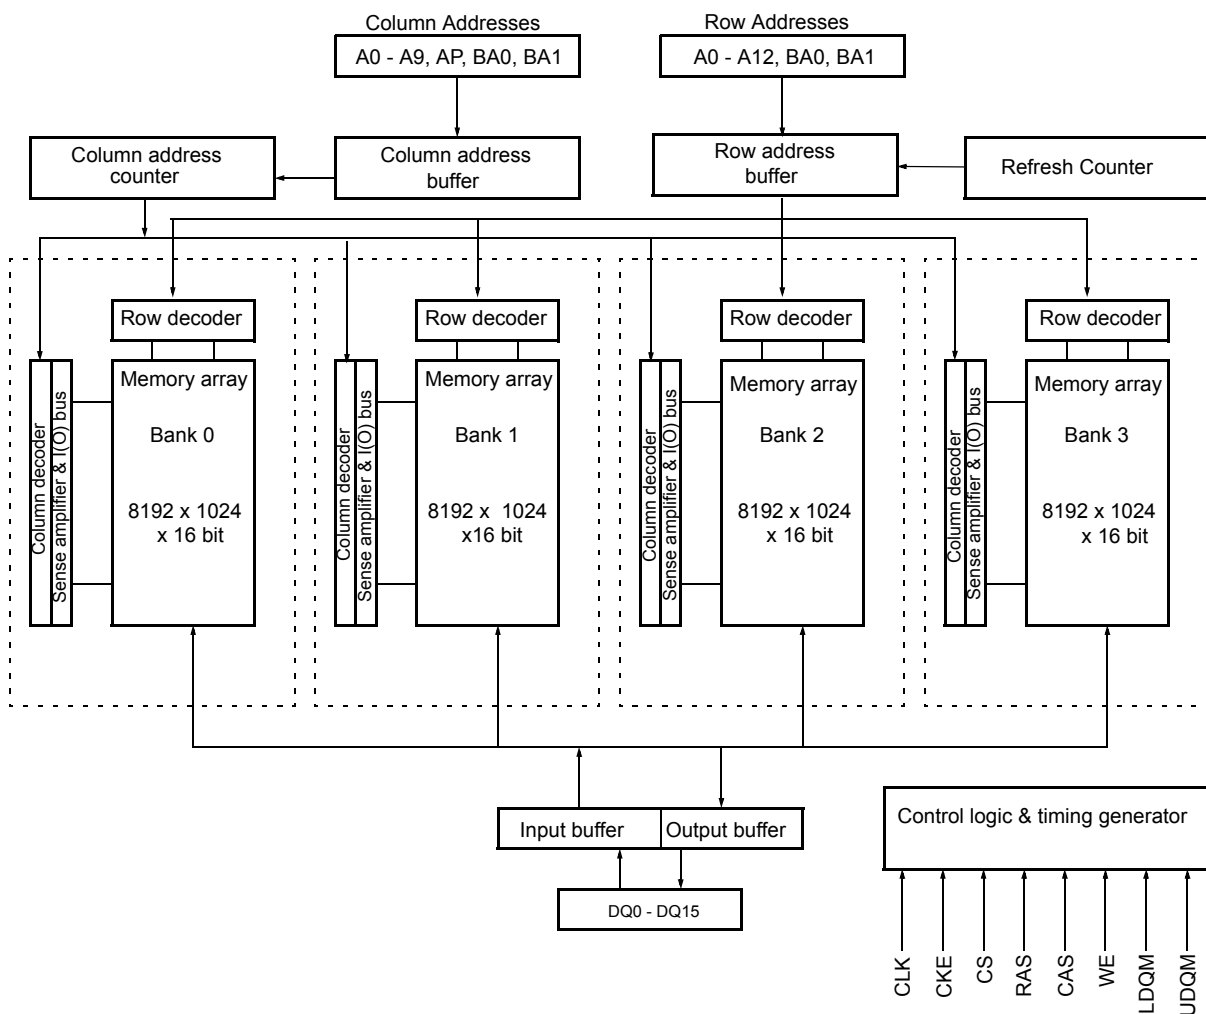 Column Addresses
Row Addresses
A0 - A9, AP, BA0, BA1
A0 - A12, BA0, BA1
Column address
counter
Column address
buffer
Row address
buffer
Refresh Counter
Row decoder
Row decoder
Row decoder
Row decoder
Column decoder
Sense amplifier & I(O) bus
Memory array
Bank 0
8192 x 1024
x 16 bit
Column decoder
Sense amplifier & I(O) bus
Memory array
Bank 1
8192 x 1024
x16 bit
Column decoder
Sense amplifier & I(O) bus
Memory array
Bank 2
8192 x 1024
x 16 bit
Column decoder
Sense amplifier & I(O) bus
Memory array
Bank 3
8192 x 1024
x 16 bit
Input buffer
Output buffer
DQ0 - DQ15
Control logic & timing generator
CLK
CKE
CS
RAS
CAS
WE
LDQM
UDQM